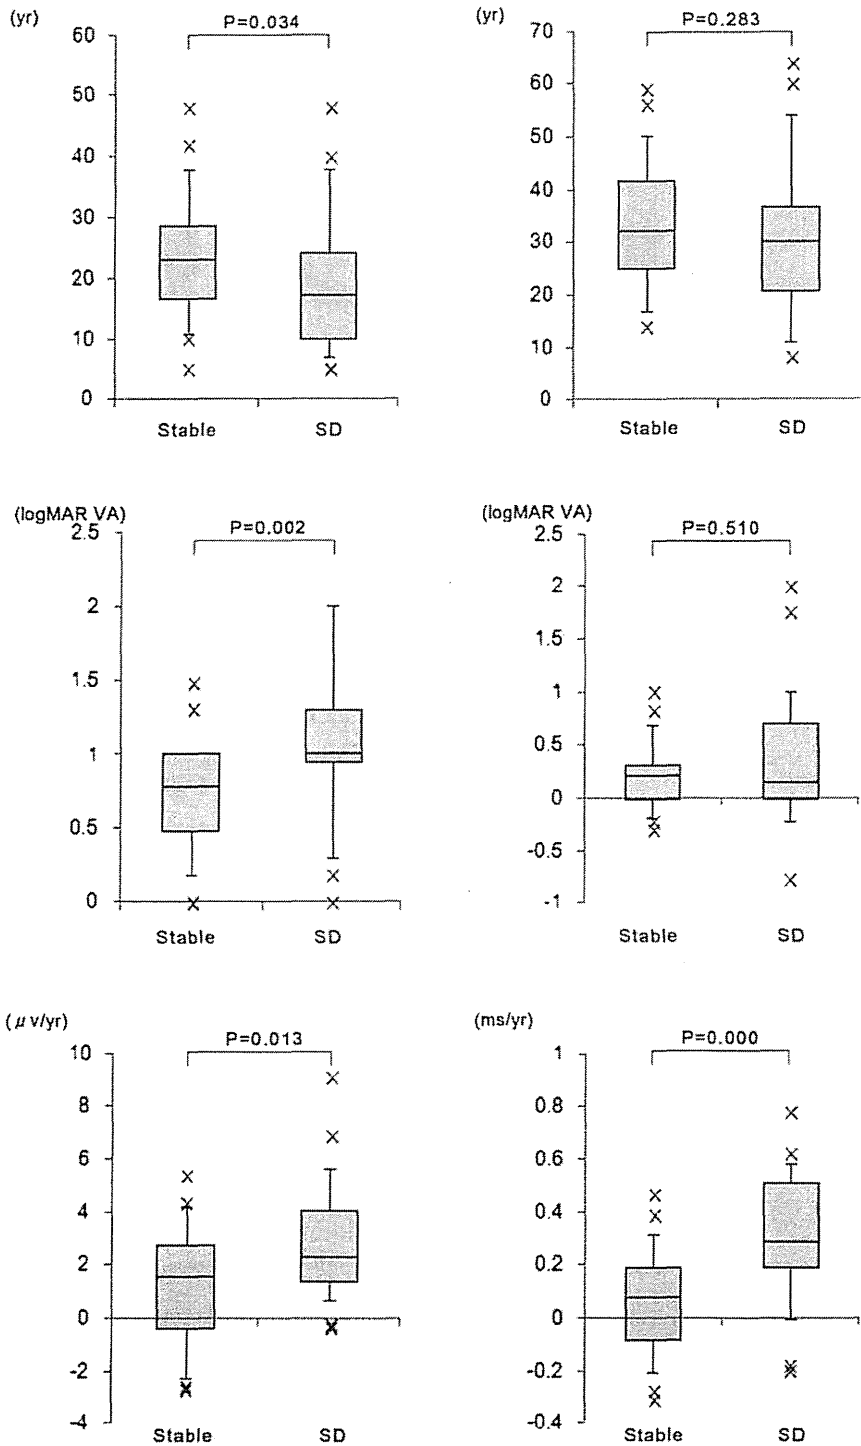 (yr)
P=0.034
60
50
40
30
20
10
0
Stable SD
(yr)
P=0.283
70
60
50
40
30
20
10
0
Stable SD
(logMAR VA)
P=0.002
2.5
2
1.5
1
0.5
0
Stable SD
(logMAR VA)
P=0.510
2.5
2
1.5
1
0.5
0
-0.5
-1
Stable SD
(μv/yr)
P=0.013
10
8
6
4
2
0
-2
-4
Stable SD
(ms/yr)
P=0.000
1
0.8
0.6
0.4
0.2
0
-0.2
-0.4
Stable SD